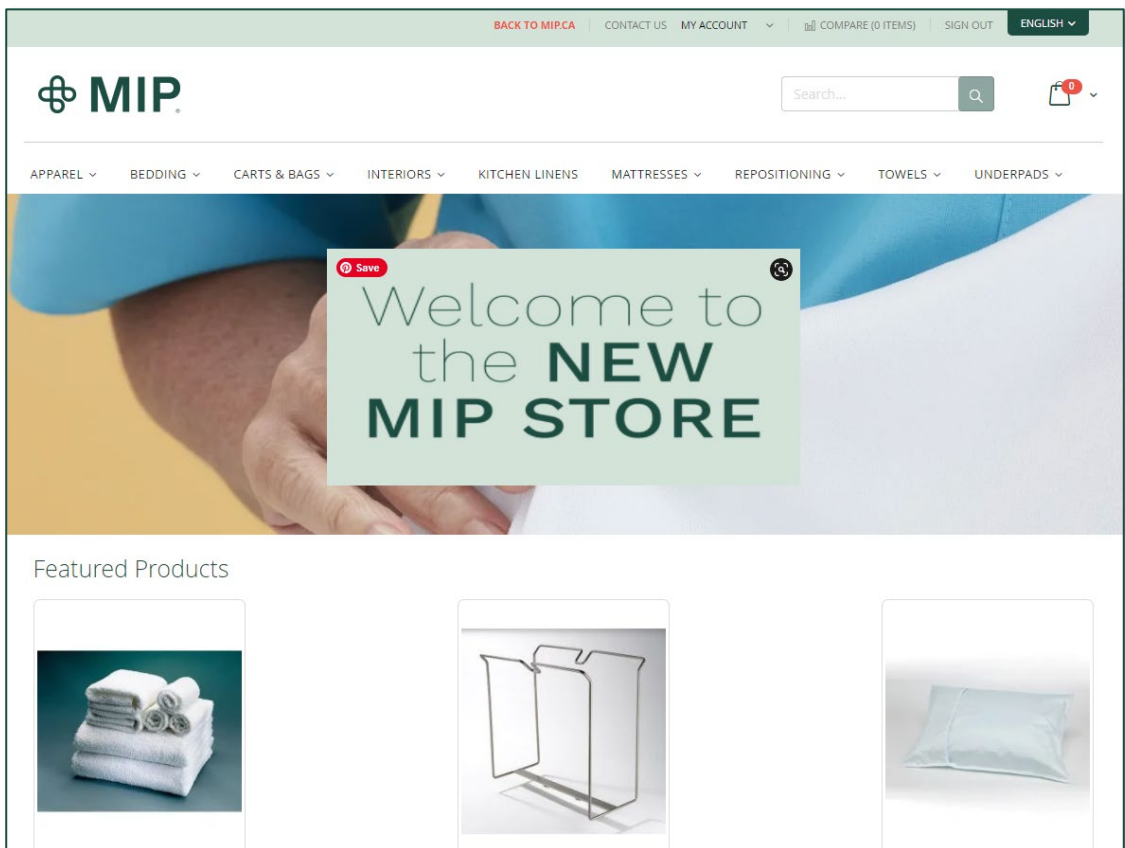 BACK TO MIP.CA CONTACT US MY ACCOUNT COMPARE (0 ITEMS) SIGN OUT ENGLISH
MIP
Search...
0
APPAREL BEDDING CARTS & BAGS INTERIORS KITCHEN LINENS MATTRESSES REPOSITIONING TOWELS UNDERPADS
Save
Welcome to
the NEW
MIP STORE
Featured Products